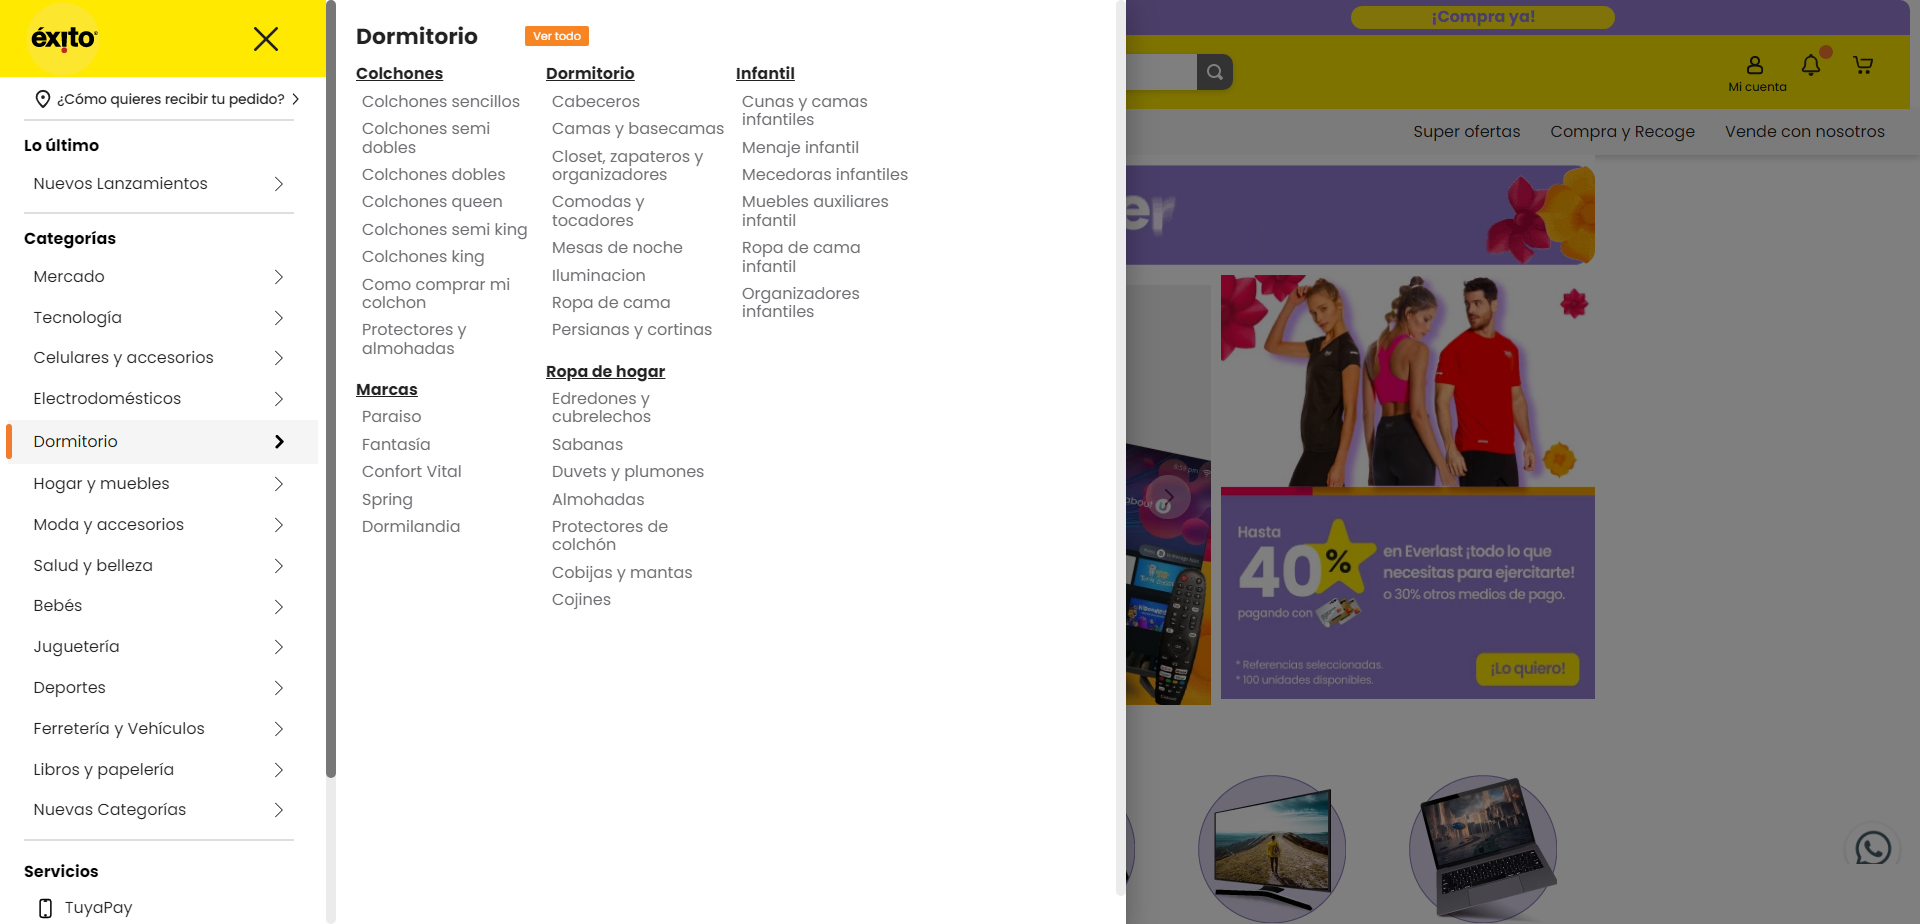 éxito
¿Cómo quieres recibir tu pedido?
Lo último
Nuevos Lanzamientos
Categorías
Mercado
Tecnología
Celulares y accesorios
Electrodomésticos
Dormitorio
Hogar y muebles
Moda y accesorios
Salud y belleza
Bebés
Juguetería
Deportes
Ferretería y Vehículos
Libros y papelería
Nuevas Categorías
Servicios
TuyaPay
Dormitorio
Ver todo
Colchones
Colchones sencillos
Colchones semi
dobles
Colchones dobles
Colchones queen
Colchones semi king
Colchones king
Como comprar mi
colchon
Protectores y
almohadas
Marcas
Paraiso
Fantasía
Confort Vital
Spring
Dormilandia
Dormitorio
Cabeceros
Camas y basecamas
Closet, zapateros y
organizadores
Comodas y
tocadores
Mesas de noche
Iluminacion
Ropa de cama
Persianas y cortinas
Ropa de hogar
Edredones y
cubrelechos
Sabanas
Duvets y plumones
Almohadas
Protectores de
colchón
Cobijas y mantas
Cojines
Infantil
Cunas y camas
infantiles
Menaje infantil
Mecedoras infantiles
Muebles auxiliares
infantil
Ropa de cama
infantil
Organizadores
infantiles
¡Compra ya!
Mi cuenta
Super ofertas
Compra y Recoge
Vende con nosotros
er
about
Hasta
40%
en Everlast ¡todo lo que
necesitas para ejercitarte!
o 30% otros medios de pago.
pagando con
* Referencias seleccionadas.
* 100 unidades disponibles.
¡Lo quiero!